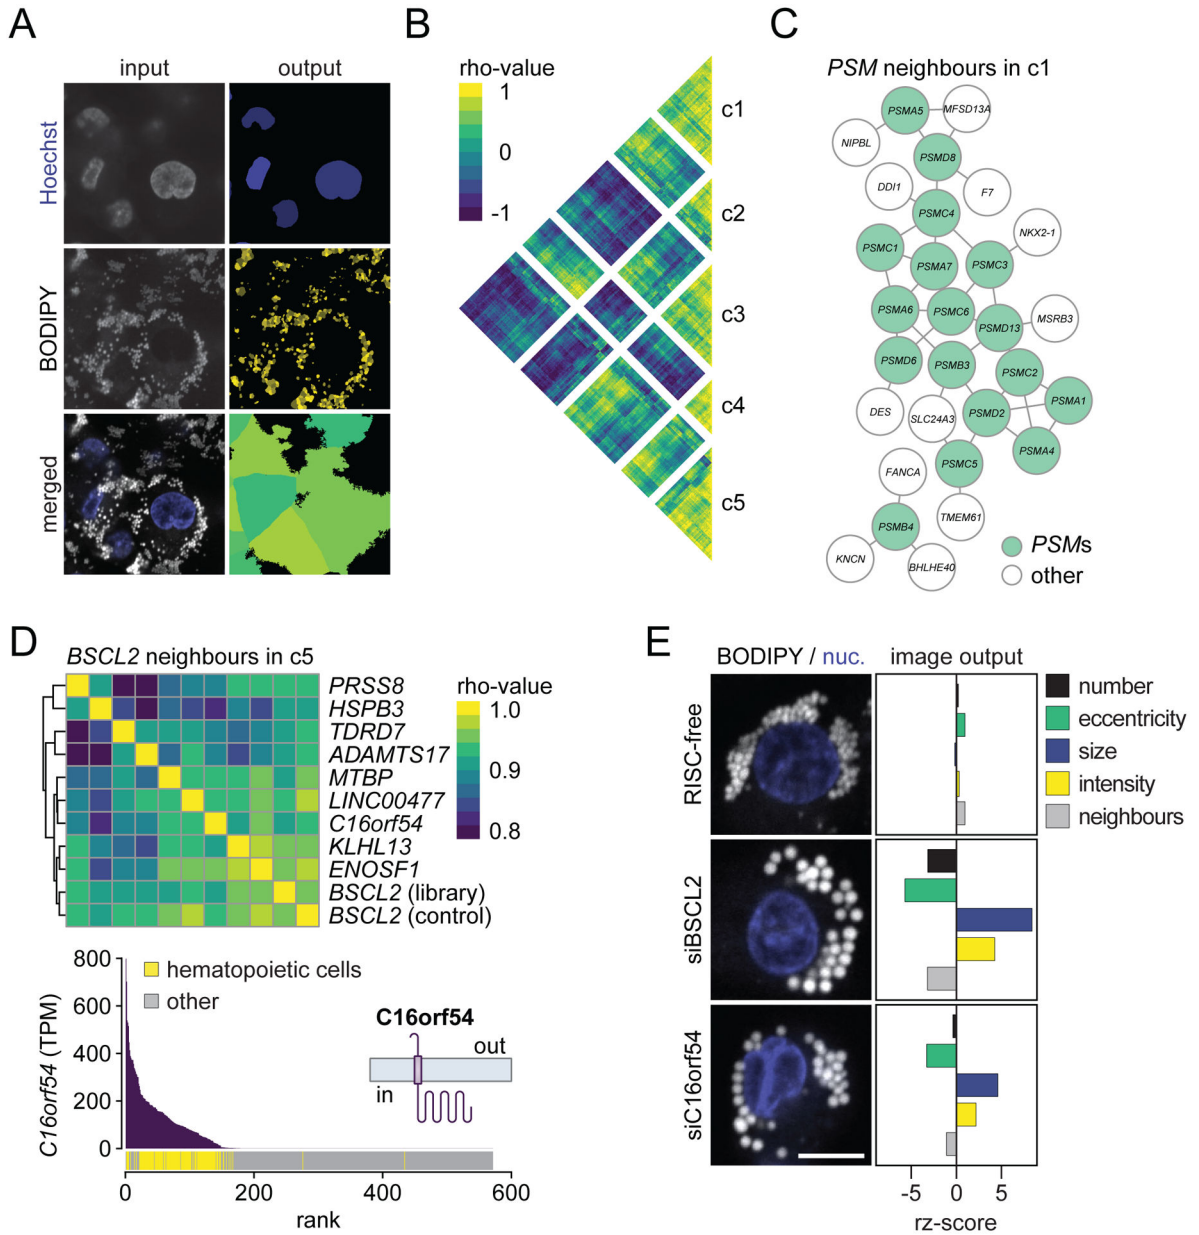 A
input
output
Hoechst
BODIPY
merged
B
rho-value
1
0
-1
c1
c2
c3
c4
c5
C
PSM neighbours in c1
PSMA5
MFSD13A
NIPBL
PSMD8
DDI1
F7
PSMC4
NKX2-1
PSMC1
PSMA7
PSMC3
PSMA6
PSMC6
PSMD13
MSRB3
PSMD6
PSMB3
PSMC2
PSMA1
DES
SLC24A3
PSMD2
PSMA4
FANCA
PSMC5
PSMB4
TMEM61
KNCN
BHLHE40
PSMs
other
D
BSCL2 neighbours in c5
PRSS8
HSPB3
TDRD7
ADAMTS17
MTBP
LINC00477
C16orf54
KLHL13
ENOSF1
BSCL2 (library)
BSCL2 (control)
rho-value
1.0
0.9
0.8
C16orf54 (TPM)
800
600
400
200
0
hematopoietic cells
other
C16orf54
out
in
0 200 400 600
rank
E
BODIPY / nuc.
image output
RISC-free
siBSCL2
siC16orf54
number
eccentricity
size
intensity
neighbours
-5 0 5
rz-score